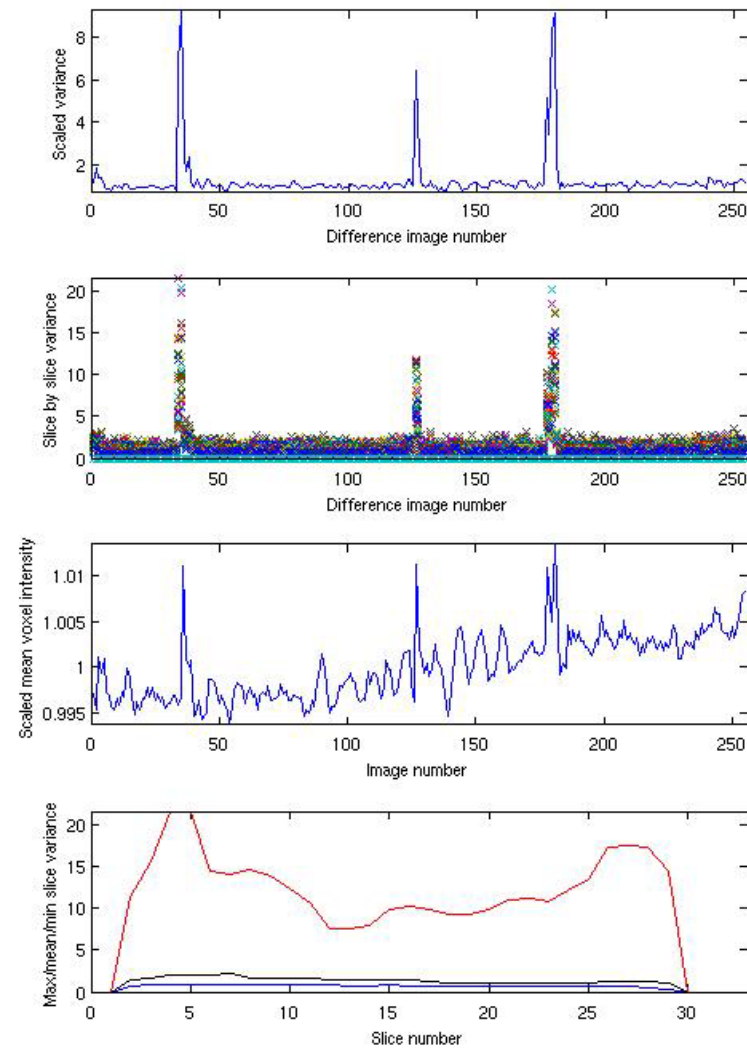 Scaled variance
8
6
4
2
0 50 100 150 200 250
Difference image number
Slice by slice variance
20
15
10
5
0
0 50 100 150 200 250
Difference image number
Scaled mean voxel intensity
1.01
1.005
1
0.995
0 50 100 150 200 250
Image number
Max/mean/min slice variance
20
15
10
5
0
0 5 10 15 20 25 30
Slice number